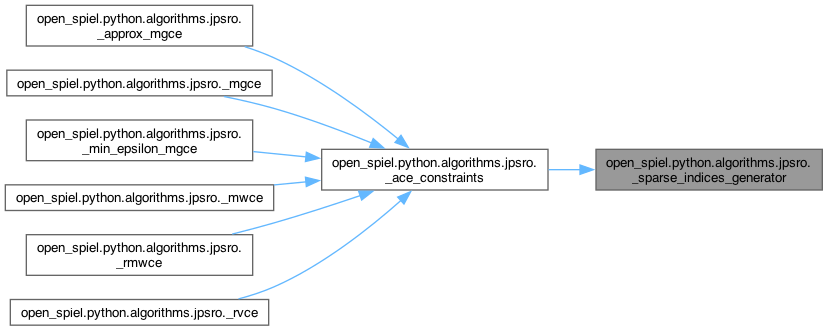 open_spiel.python.algorithms.jpsro.
_approx_mgce
open_spiel.python.algorithms.jpsro._mgce
open_spiel.python.algorithms.jpsro.
_min_epsilon_mgce
open_spiel.python.algorithms.jpsro._mwce
open_spiel.python.algorithms.jpsro.
_rmwce
open_spiel.python.algorithms.jpsro._rvce
open_spiel.python.algorithms.jpsro.
_ace_constraints
open_spiel.python.algorithms.jpsro.
_sparse_indices_generator